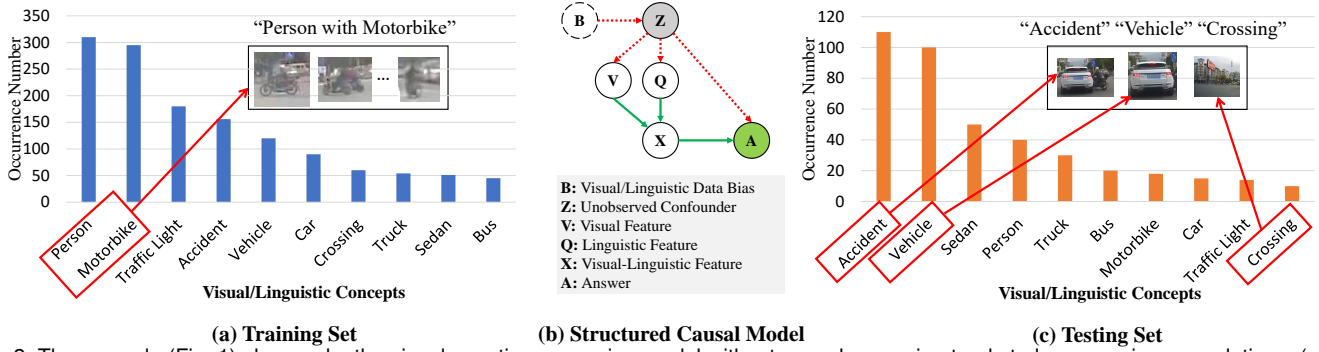 350
300
250
200
150
100
50
0
Occurrence Number
"Person with Motorbike"
...
Person
Motorbike
Traffic Light
Accident
Vehicle
Car
Crossing
Truck
Sedan
Bus
Visual/Linguistic Concepts
(a) Training Set
B
Z
V
Q
X
A
B: Visual/Linguistic Data Bias
Z: Unobserved Confounder
V: Visual Feature
Q: Linguistic Feature
X: Visual-Linguistic Feature
A: Answer
(b) Structured Causal Model
120
100
80
60
40
20
0
Occurrence Number
"Accident" "Vehicle" "Crossing"
Accident
Vehicle
Sedan
Person
Truck
Bus
Motorbike
Car
Traffic Light
Crossing
Visual/Linguistic Concepts
(c) Testing Set